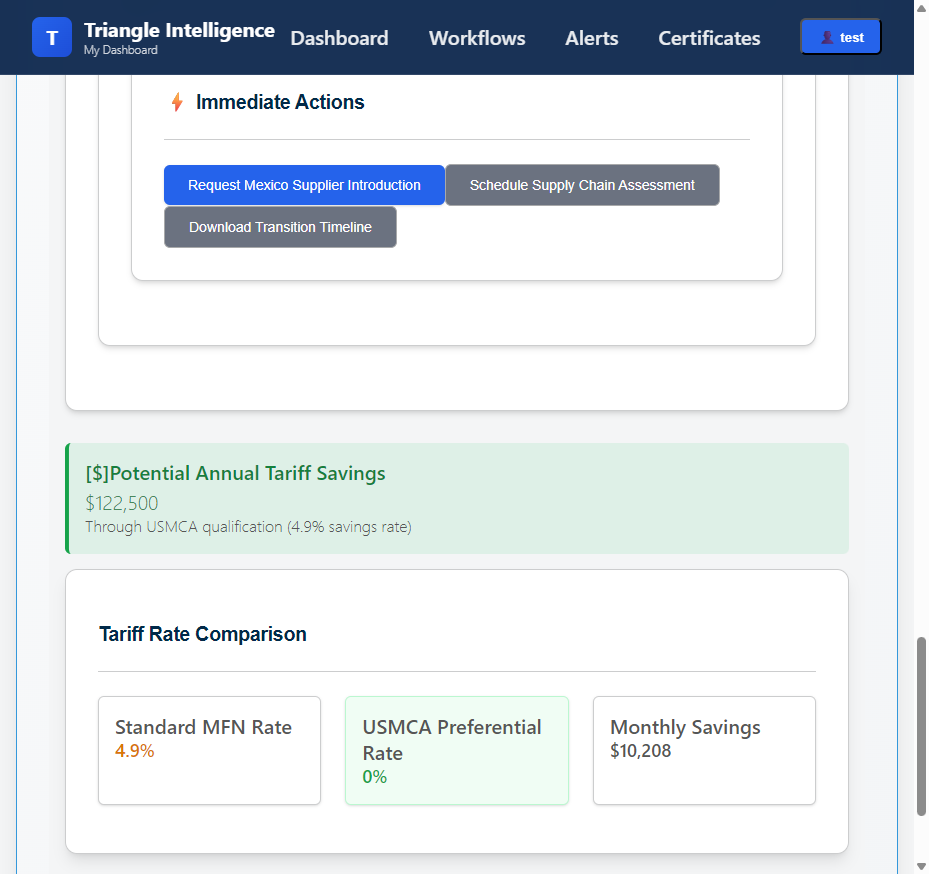 T
Triangle Intelligence
My Dashboard
Dashboard
Workflows
Alerts
Certificates
test
Immediate Actions
Request Mexico Supplier Introduction
Schedule Supply Chain Assessment
Download Transition Timeline
[$]Potential Annual Tariff Savings
$122,500
Through USMCA qualification (4.9% savings rate)
Tariff Rate Comparison
Standard MFN Rate
4.9%
USMCA Preferential
Rate
0%
Monthly Savings
$10,208